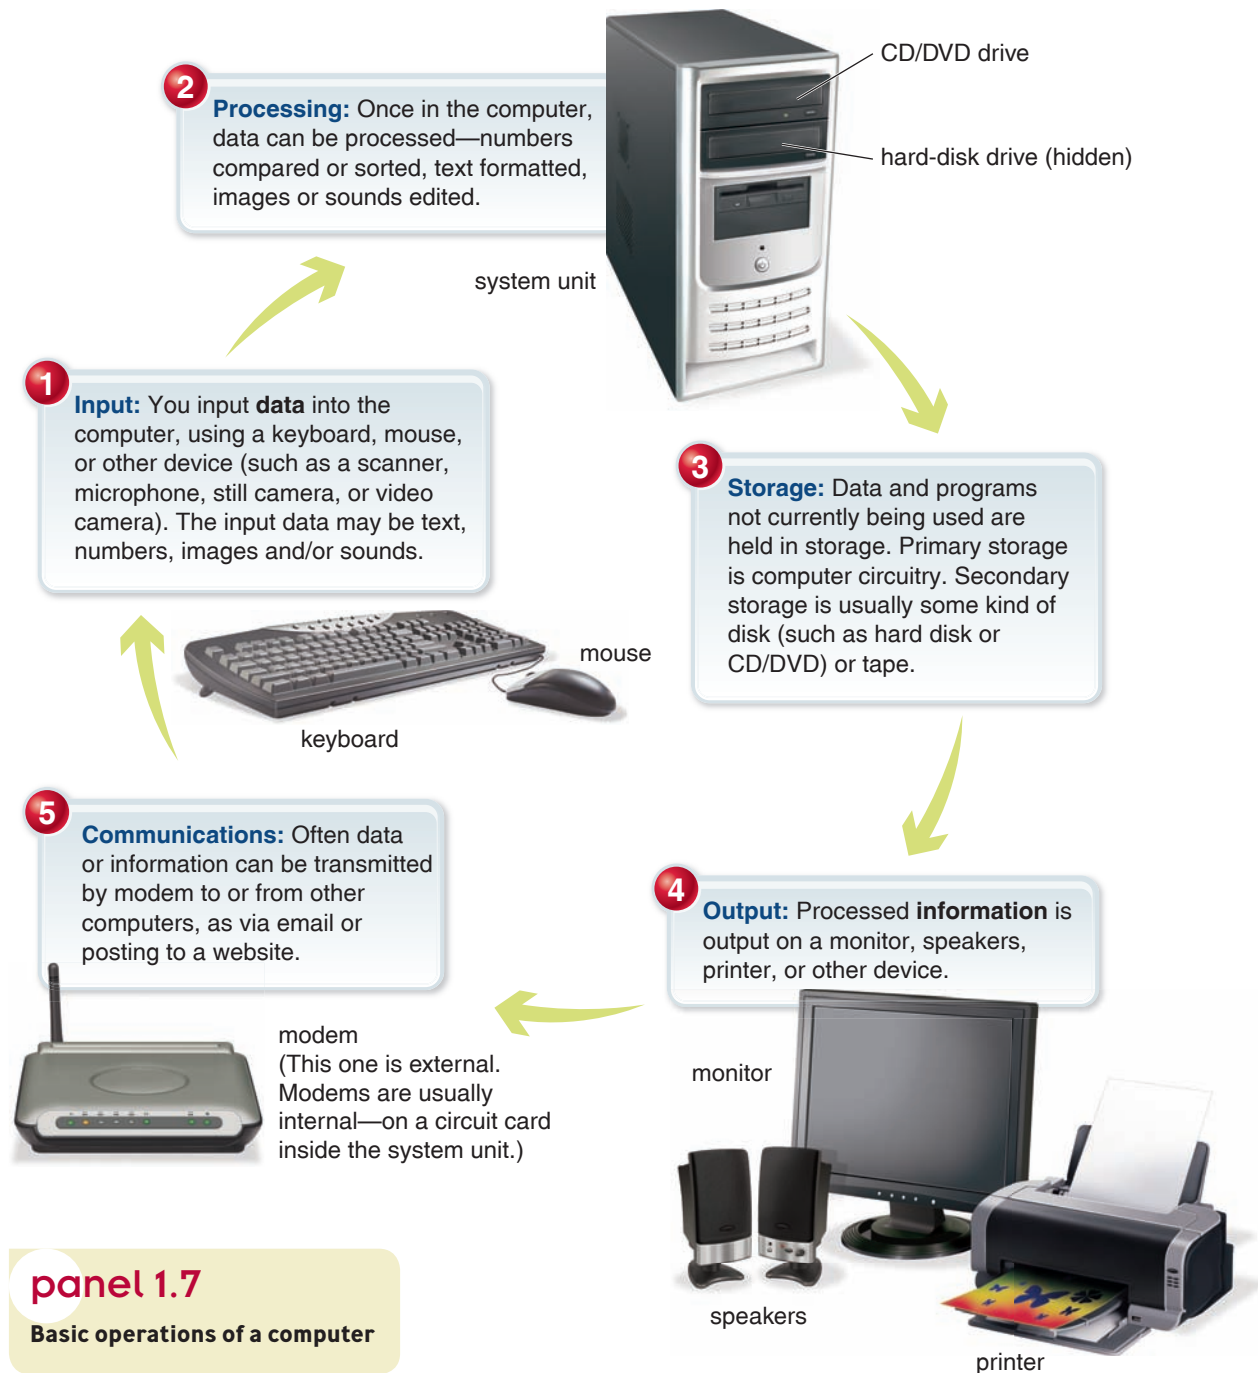 CD/DVD drive
hard-disk drive (hidden)
2
Processing: Once in the computer,
data can be processed—numbers
compared or sorted, text formatted,
images or sounds edited.
system unit
1
Input: You input data into the
computer, using a keyboard, mouse,
or other device (such as a scanner,
microphone, still camera, or video
camera). The input data may be text,
numbers, images and/or sounds.
mouse
keyboard
3
Storage: Data and programs
not currently being used are
held in storage. Primary storage
is computer circuitry. Secondary
storage is usually some kind of
disk (such as hard disk or
CD/DVD) or tape.
5
Communications: Often data
or information can be transmitted
by modem to or from other
computers, as via email or
posting to a website.
modem
(This one is external.
Modems are usually
internal—on a circuit card
inside the system unit.)
4
Output: Processed information is
output on a monitor, speakers,
printer, or other device.
monitor
speakers
printer
panel 1.7
Basic operations of a computer